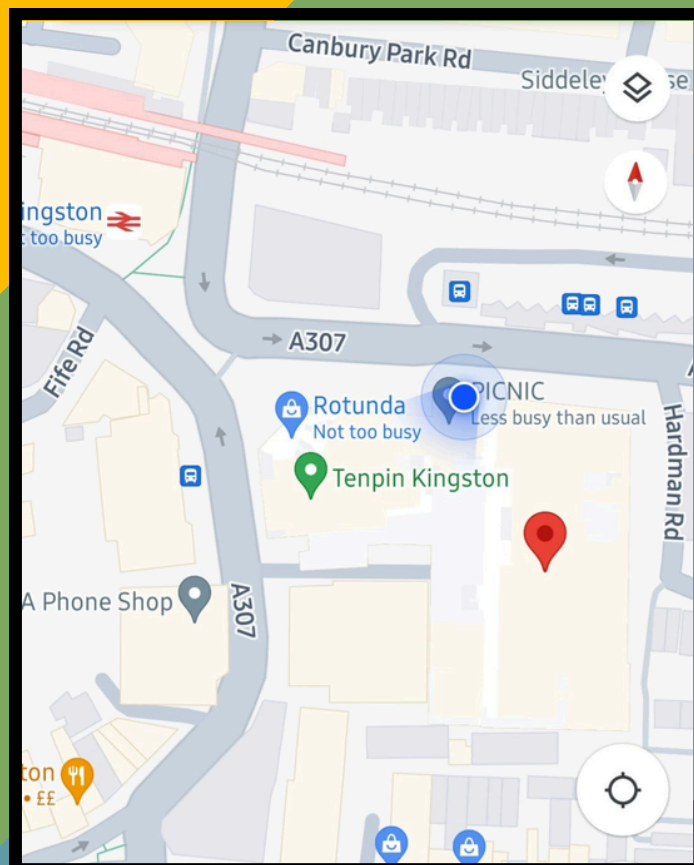 Canbury Park Rd
Siddeley
se
ingston
t too busy
A307
Fife Rd
PICNIC
Less busy than usual
Rotunda
Not too busy
Hardman Rd
Tenpin Kingston
A Phone Shop
A307
ton
• ££